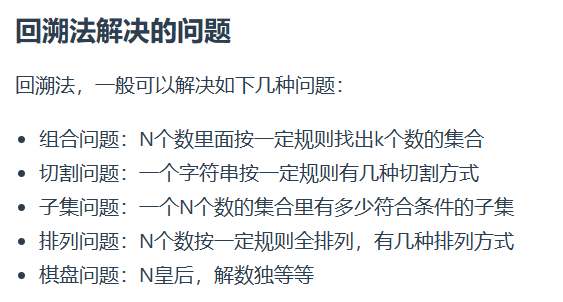 回溯法解决的问题
回溯法，一般可以解决如下几种问题：
• 组合问题：N个数里面按一定规则找出k个数的集合
• 切割问题：一个字符串按一定规则有几种切割方式
• 子集问题：一个N个数的集合里有多少符合条件的子集
• 排列问题：N个数按一定规则全排列，有几种排列方式
• 棋盘问题：N皇后，解数独等等